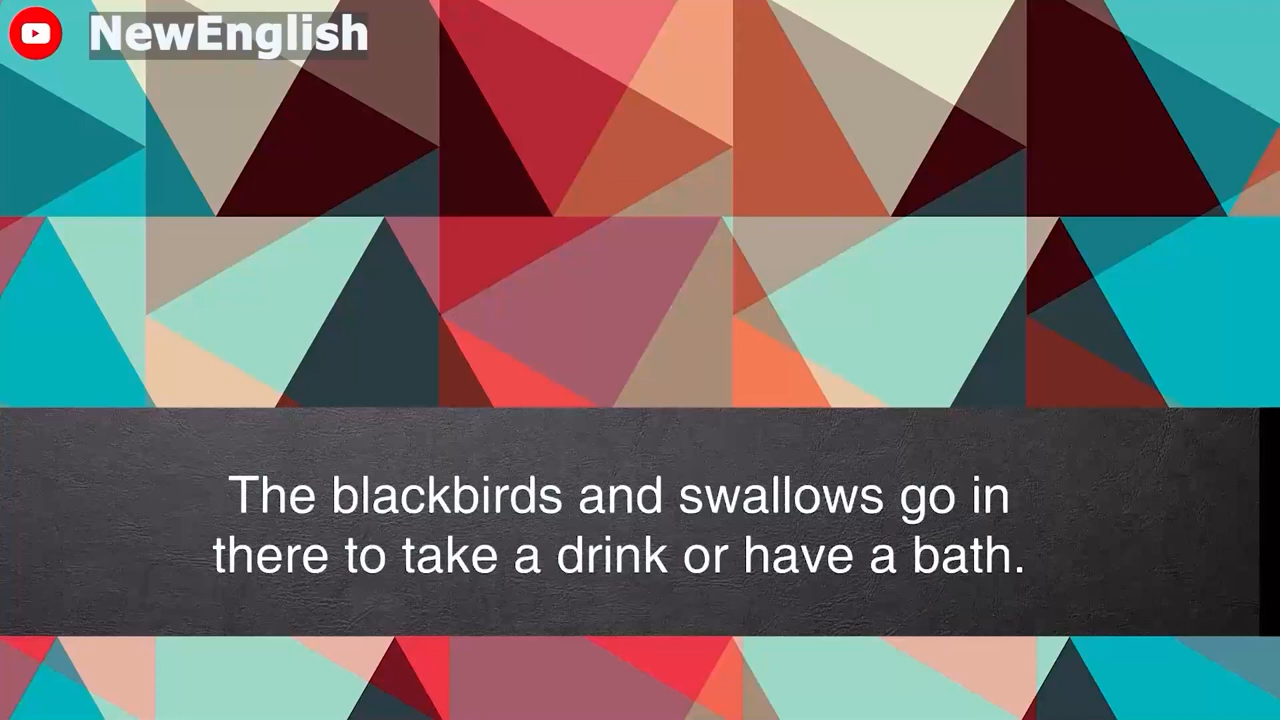 NewEnglish
The blackbirds and swallows go in
there to take a drink or have a bath.